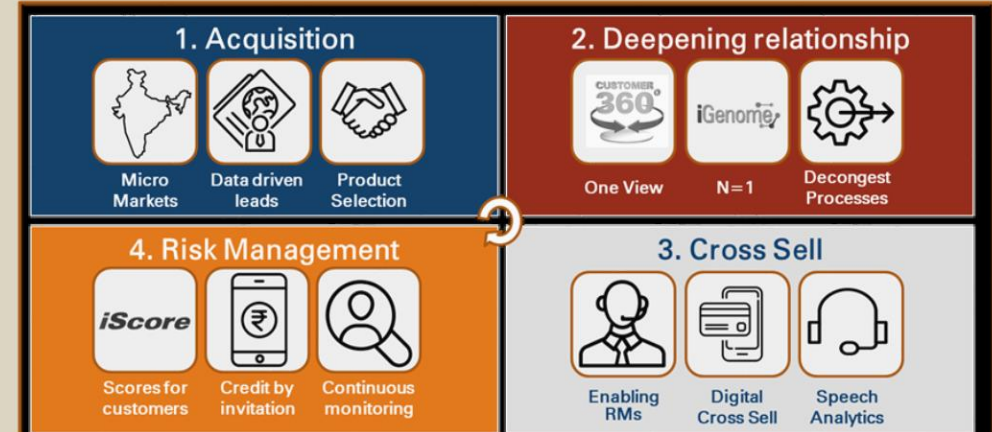 1. Acquisition
Micro
Markets
Data driven
leads
Product
Selection
2. Deepening relationship
CUSTOMER
360°
One View
iGenome
N=1
Decongest
Processes
4. Risk Management
iScore
Scores for
customers
₹
Credit by
invitation
Continuous
monitoring
3. Cross Sell
Enabling
RMs
Digital
Cross Sell
Speech
Analytics